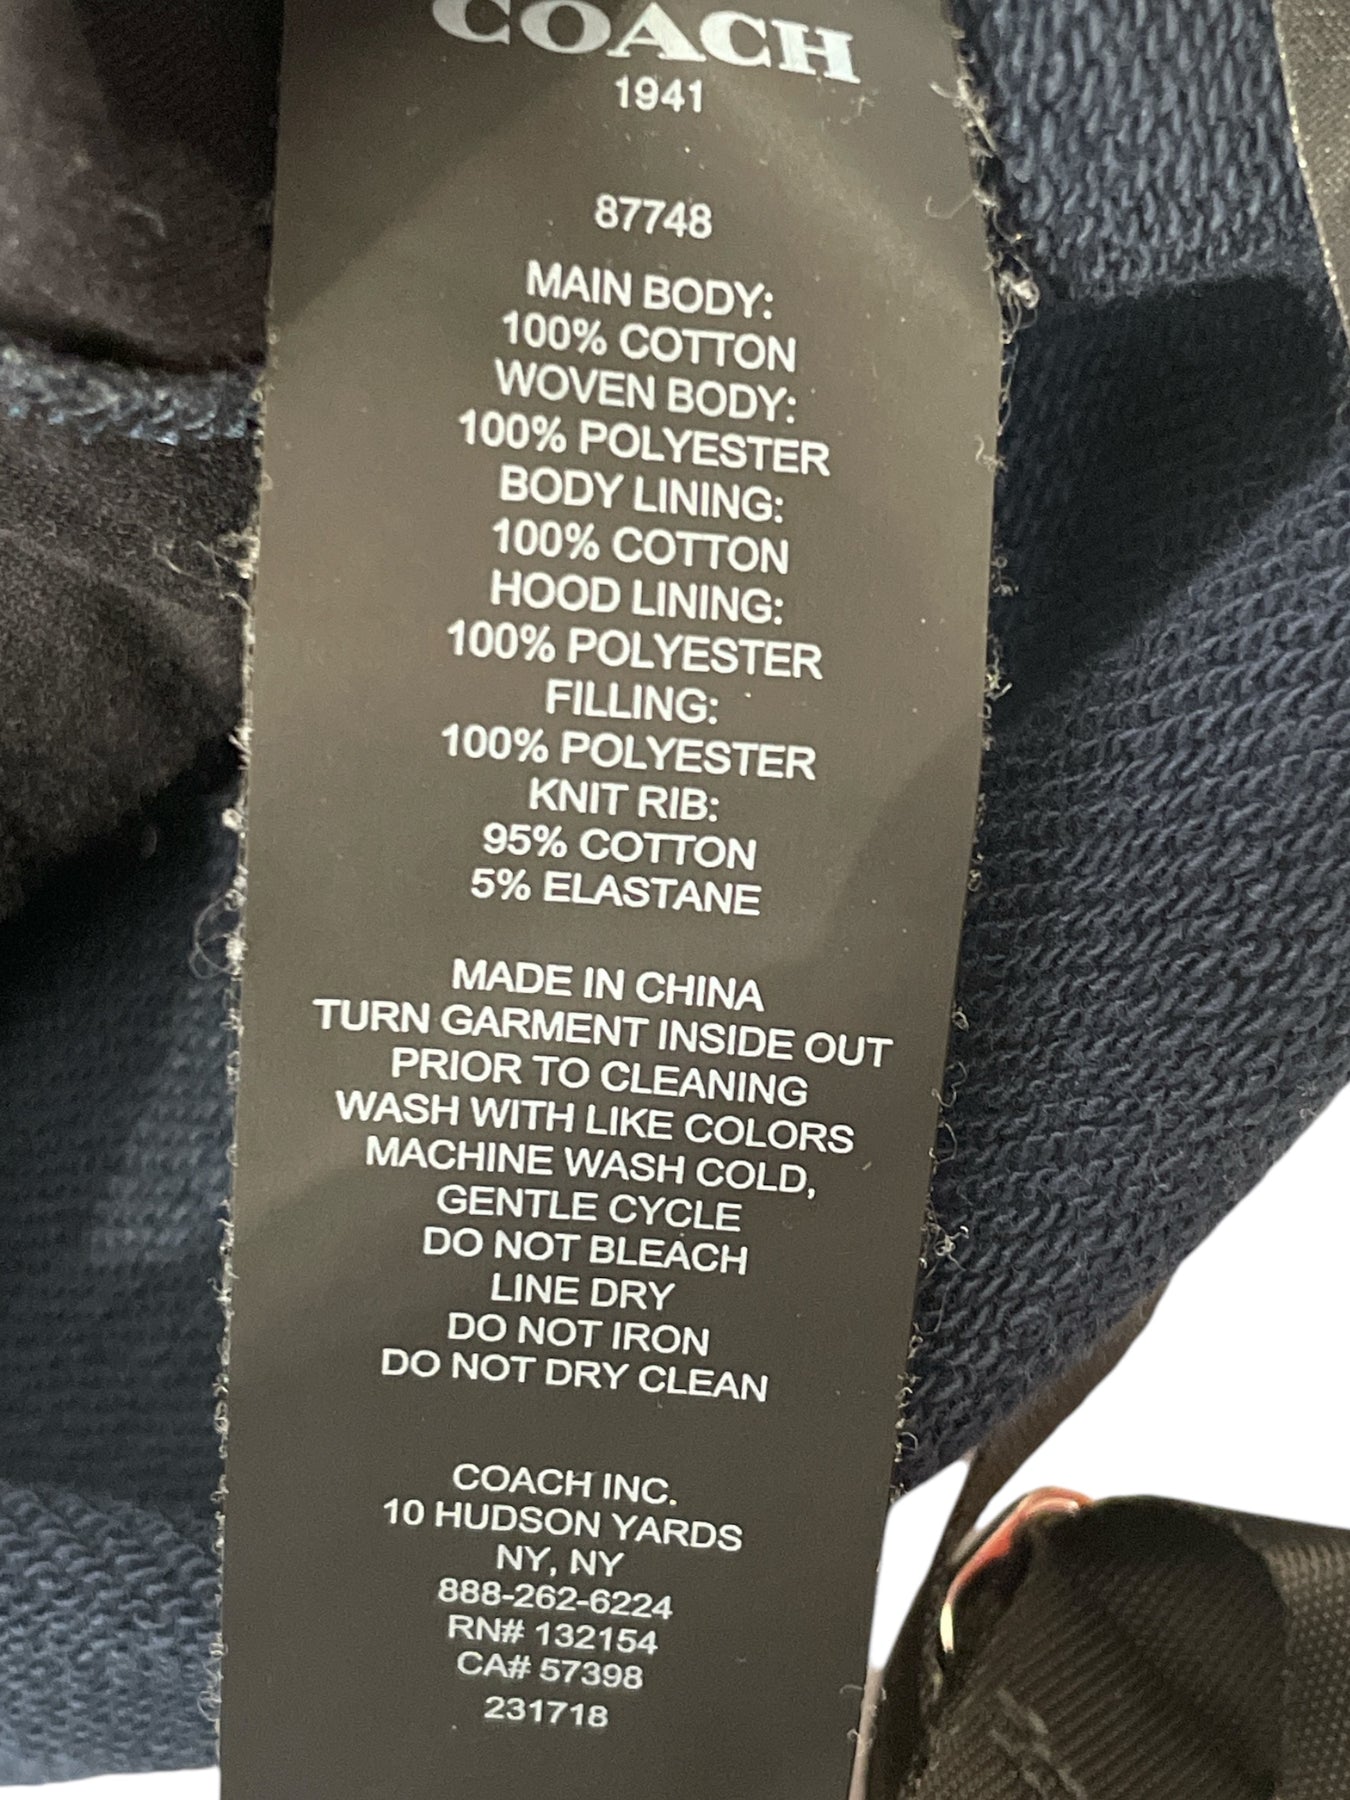 COACH
1941
87748
MAIN BODY:
100% COTTON
WOVEN BODY:
100% POLYESTER
BODY LINING:
100% COTTON
HOOD LINING:
100% POLYESTER
FILLING:
100% POLYESTER
KNIT RIB:
95% COTTON
5% ELASTANE
MADE IN CHINA
TURN GARMENT INSIDE OUT
PRIOR TO CLEANING
WASH WITH LIKE COLORS
MACHINE WASH COLD,
GENTLE CYCLE
DO NOT BLEACH
LINE DRY
DO NOT IRON
DO NOT DRY CLEAN
COACH INC.
10 HUDSON YARDS
NY, NY
888-262-6224
RN# 132154
CA# 57398
231718